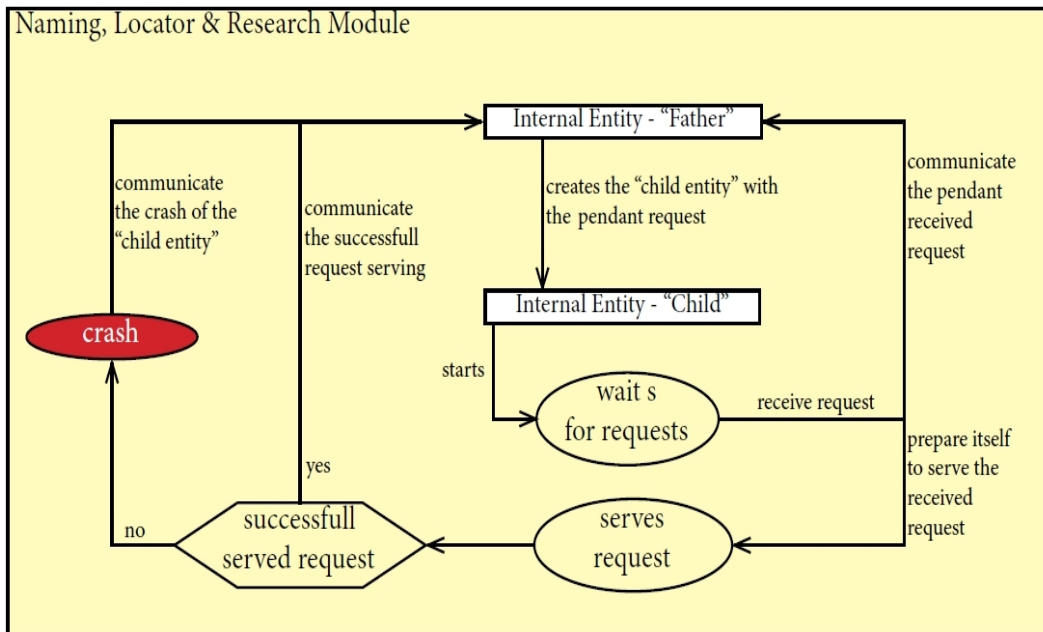 Naming, Locator & Research Module
Internal Entity - “Father”
communicate
the crash of the
“child entity”
communicate
the successfull
request serving
creates the “child entity” with
the pendant request
communicate
the pendant
received
request
Internal Entity - “Child”
crash
starts
wait s
for requests
receive request
prepare itself
to serve the
received
request
yes
no
successfull
served request
serves
request